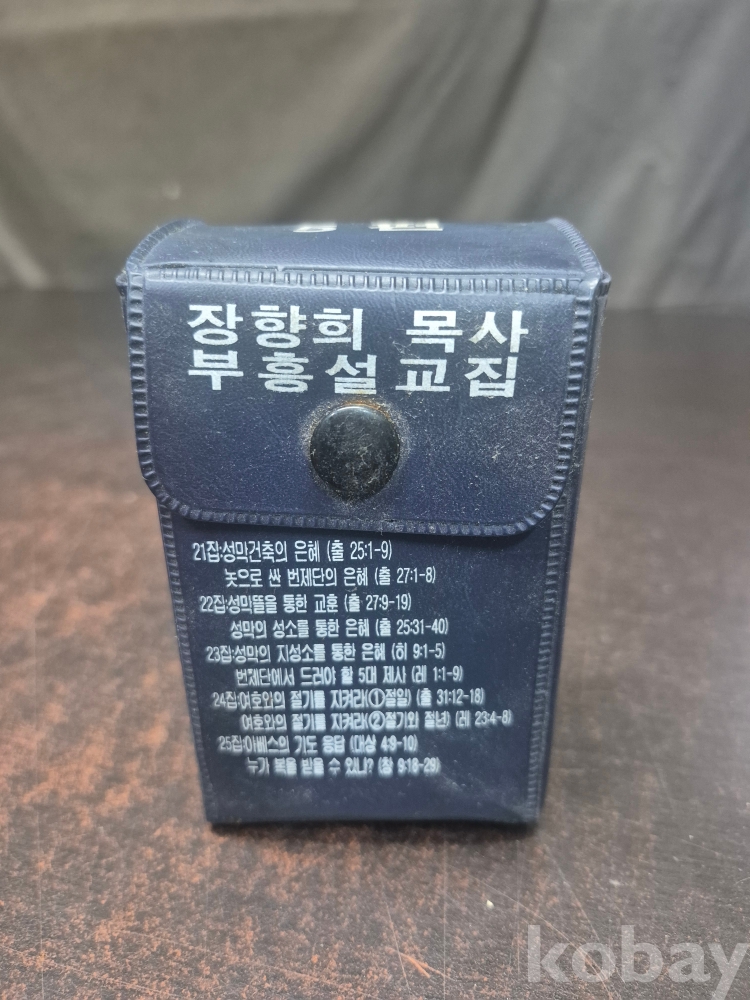 장향희 목사
부흥설교집
21집:성막건축의 은혜 (출 25:1-9)
놋으로 싼 번제단의 은혜 (출 27:1-8)
22집:성막뜰을 통한 교훈 (출 27:9-19)
성막의 성소를 통한 은혜 (출 25:31-40)
23집:성막의 지성소를 통한 은혜 (히 9:1-5)
번제단에서 드려야 할 5대 제사 (레 1:1-9)
24집:여호와의 절기를 지켜라(①절일) (출 31:12-18)
여호와의 절기를 지켜라(②절기와 절년) (레 23:4-8)
25집:야베스의 기도 응답 (대상 4:9-10)
누가 복을 받을 수 있나? (창 9:18-29)
kobay